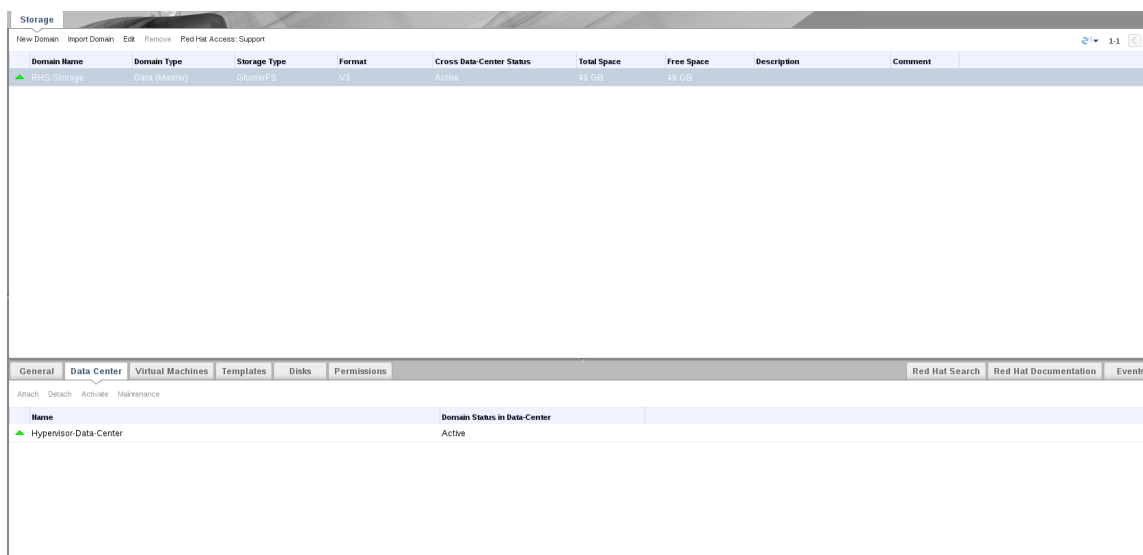 Storage
New Domain Import Domain Edit Remove Red Hat Access: Support 1-1
Domain Name Domain Type Storage Type Format Cross Data-Center Status Total Space Free Space Description Comment
RHS-Storage Data (Master) GlusterFS V3 Active 49 GB 49 GB
General Data Center Virtual Machines Templates Disks Permissions Red Hat Search Red Hat Documentation Events
Attach Detach Activate Maintenance
Name Domain Status in Data-Center
Hypervisor-Data-Center Active